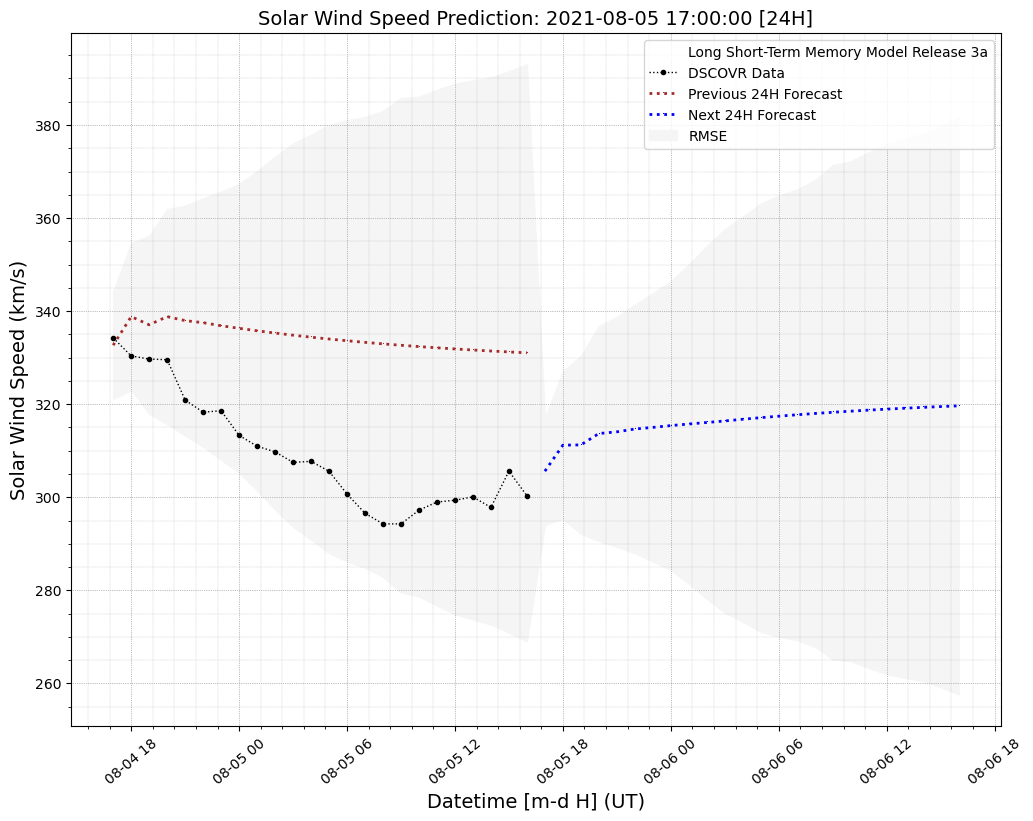 Solar Wind Speed Prediction: 2021-08-05 17:00:00 [24H]
Long Short-Term Memory Model Release 3a
DSCOVR Data
Previous 24H Forecast
Next 24H Forecast
RMSE
Solar Wind Speed (km/s)
380
360
340
320
300
280
260
08-04 18
08-05 00
08-05 06
08-05 12
08-05 18
08-06 00
08-06 06
08-06 12
08-06 18
Datetime [m-d H] (UT)